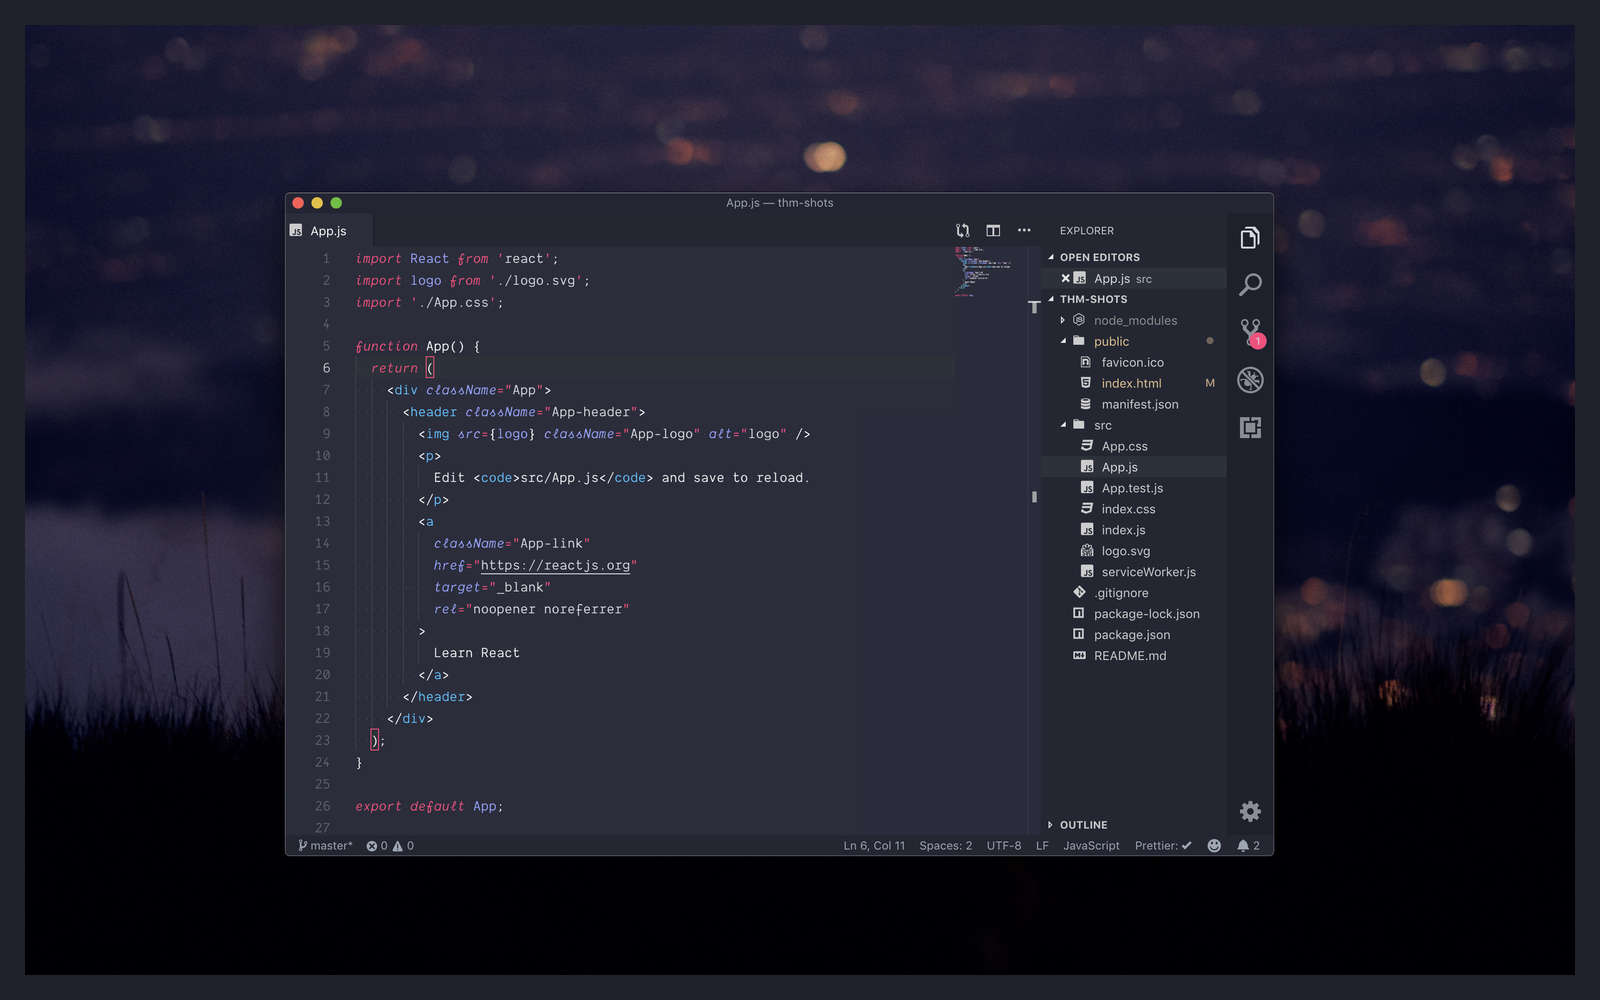 App.js — thm-shots
App.js
1 import React from 'react';
2 import logo from './logo.svg';
3 import './App.css';
4
5 function App() {
6 return (
7 <div className="App">
8 <header className="App-header">
9 <img src={logo} className="App-logo" alt="logo" />
10 <p>
11 Edit <code>src/App.js</code> and save to reload.
12 </p>
13 <a
14 className="App-link"
15 href="https://reactjs.org"
16 target="_blank"
17 rel="noopener noreferrer"
18 >
19 Learn React
20 </a>
21 </header>
22 </div>
23 );
24 }
25
26 export default App;
27
EXPLORER
OPEN EDITORS
JS App.js src
THM-SHOTS
node_modules
public
favicon.ico
index.html M
manifest.json
src
App.css
JS App.js
JS App.test.js
index.css
JS index.js
logo.svg
JS serviceWorker.js
.gitignore
package-lock.json
package.json
README.md
OUTLINE
1
master* 0 0 Ln 6, Col 11 Spaces: 2 UTF-8 LF JavaScript Prettier: ✓ 2